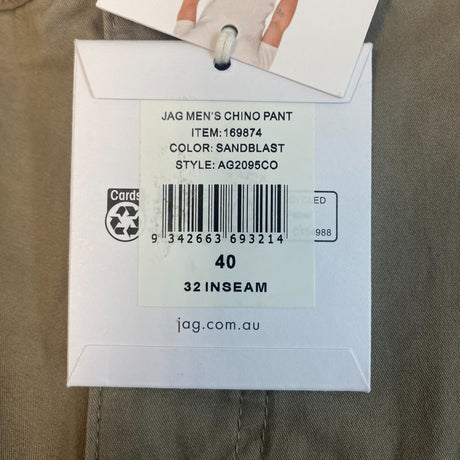 JAG MEN'S CHINO PANT
ITEM:169874
COLOR: SANDBLAST
STYLE: AG2095CO
Cards
9 342663 693214
40
32 INSEAM
jag.com.au